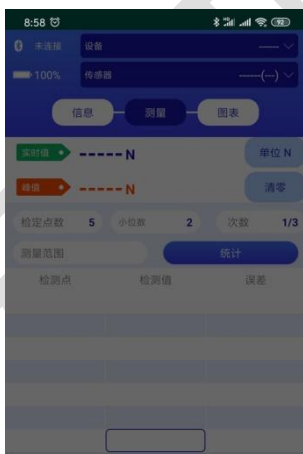 8:58 92
未连接 设备 ----
100% 传感器 ----(--)
信息 测量 图表
实时值 ----- N 单位 N
峰值 ----- N 清零
检定点数 5 小位数 2 次数 1/3
测量范围 统计
检测点 检测值 误差